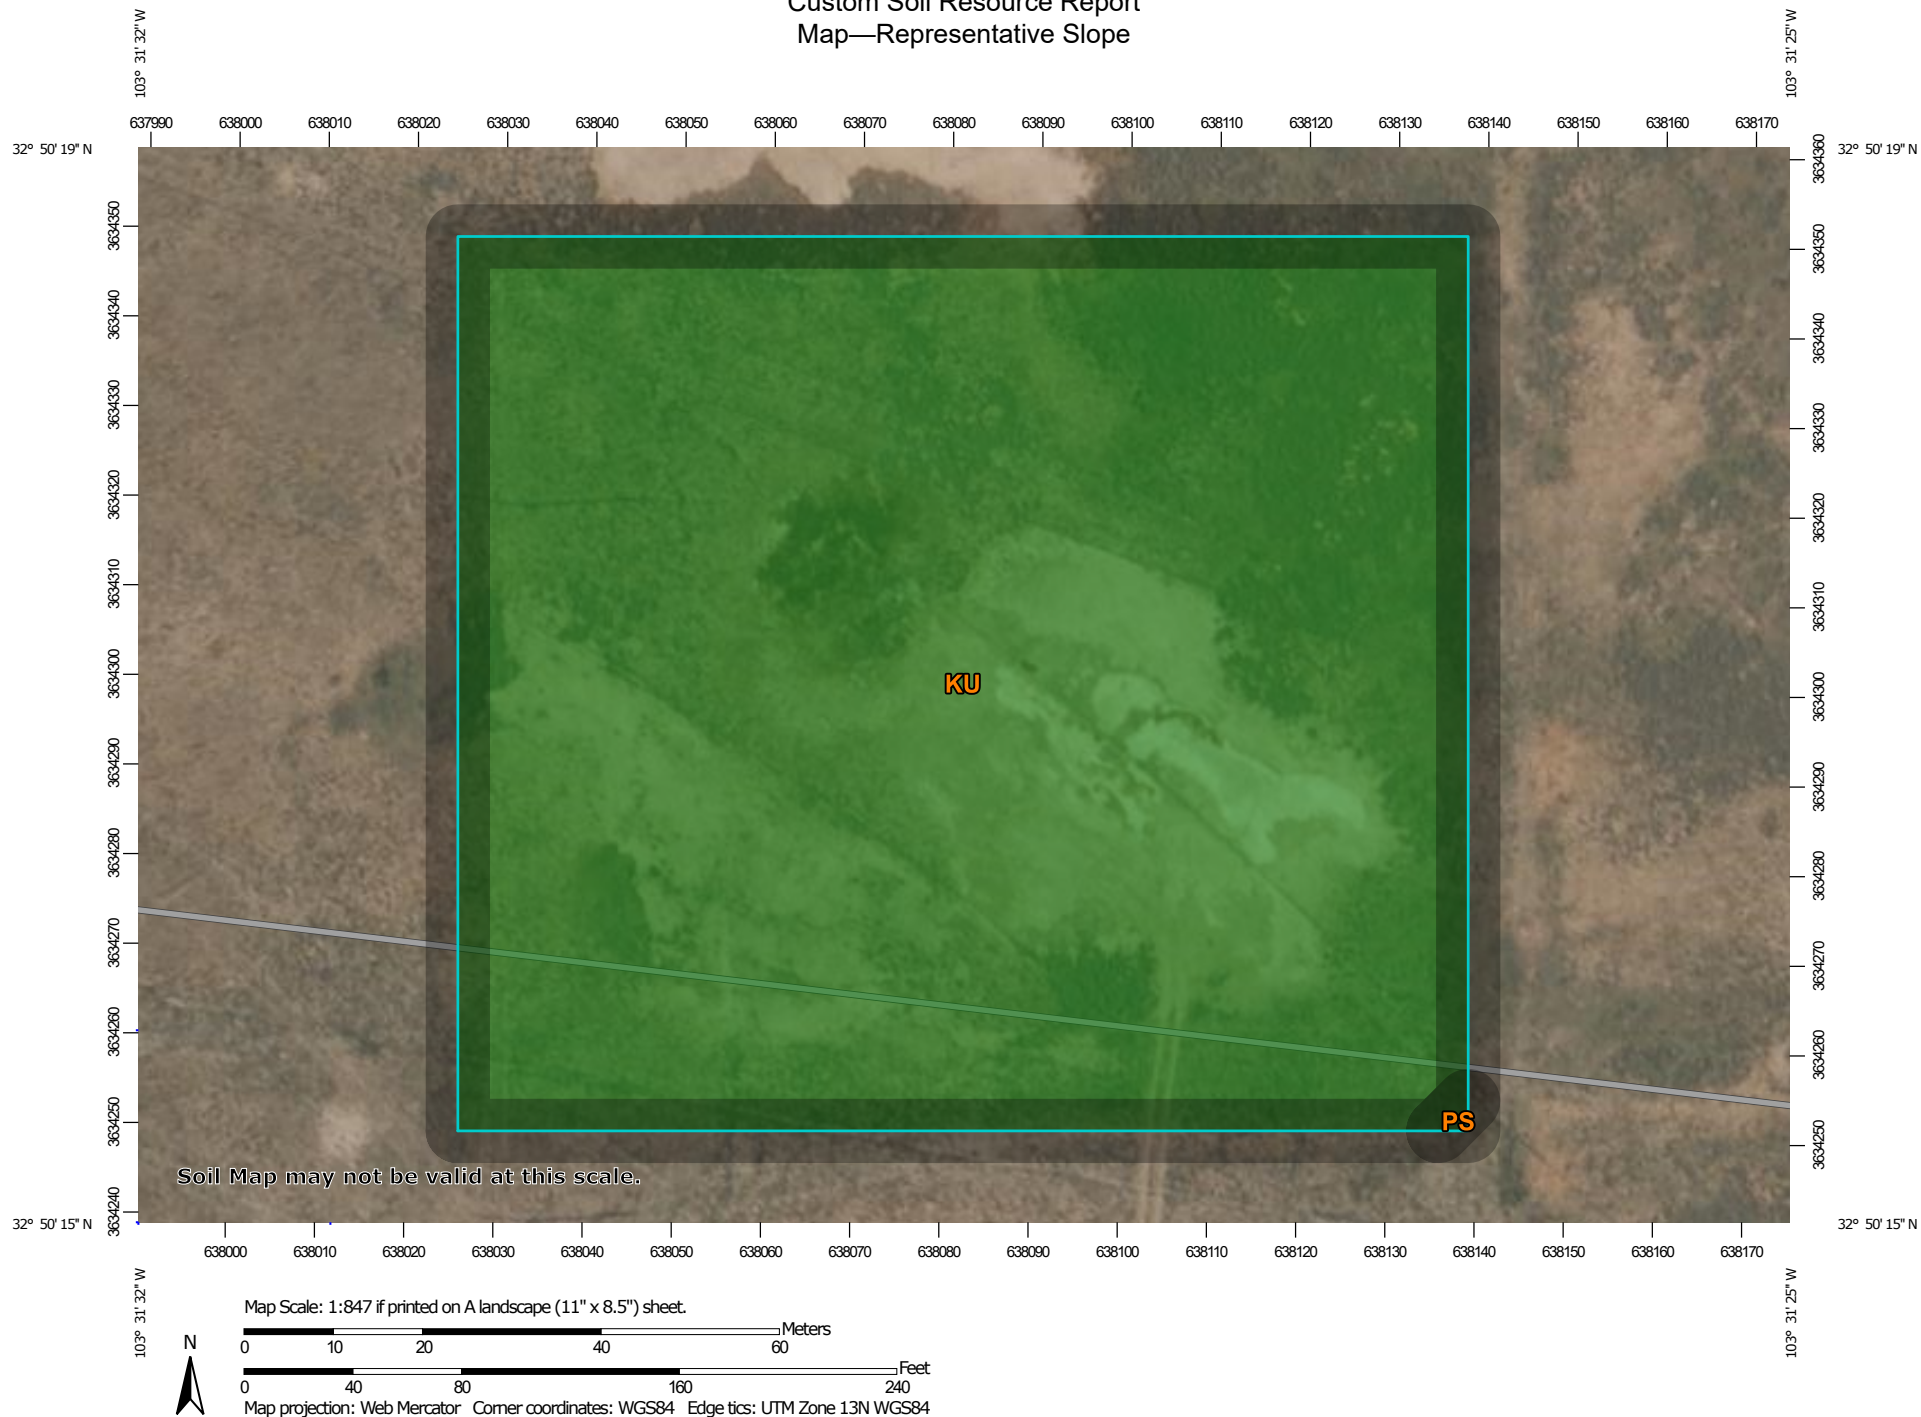 Custom Soil Resource Report
Map—Representative Slope
103° 31' 32" W
103° 31' 25" W
637990 638000 638010 638020 638030 638040 638050 638060 638070 638080 638090 638100 638110 638120 638130 638140 638150 638160 638170
32° 50' 19" N
32° 50' 19" N
3634350
3634340
3634330
3634320
3634310
3634300
3634290
3634280
3634270
3634260
3634250
3634240
3634360
3634350
3634340
3634330
3634320
3634310
3634300
3634290
3634280
3634270
3634260
3634250
KU
PS
Soil Map may not be valid at this scale.
32° 50' 15" N
32° 50' 15" N
638000 638010 638020 638030 638040 638050 638060 638070 638080 638090 638100 638110 638120 638130 638140 638150 638160 638170
103° 31' 32" W
103° 31' 25" W
Map Scale: 1:847 if printed on A landscape (11" x 8.5") sheet.
Meters
0 10 20 40 60
Feet
0 40 80 160 240
N
Map projection: Web Mercator Corner coordinates: WGS84 Edge tics: UTM Zone 13N WGS84